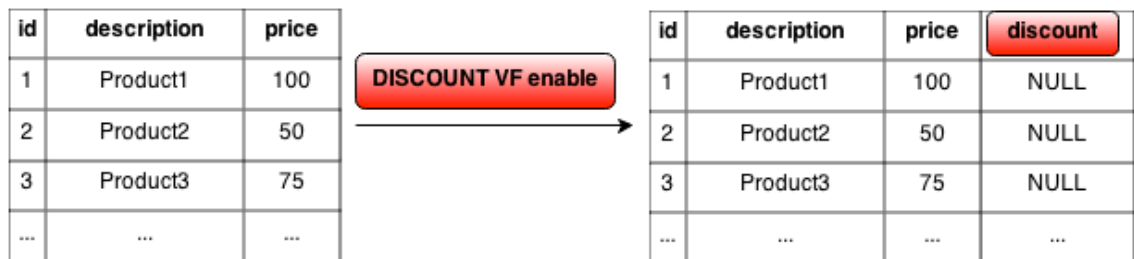 id description price
1 Product1 100
2 Product2 50
3 Product3 75
... ... ...
DISCOUNT VF enable
id description price discount
1 Product1 100 NULL
2 Product2 50 NULL
3 Product3 75 NULL
... ... ... ...